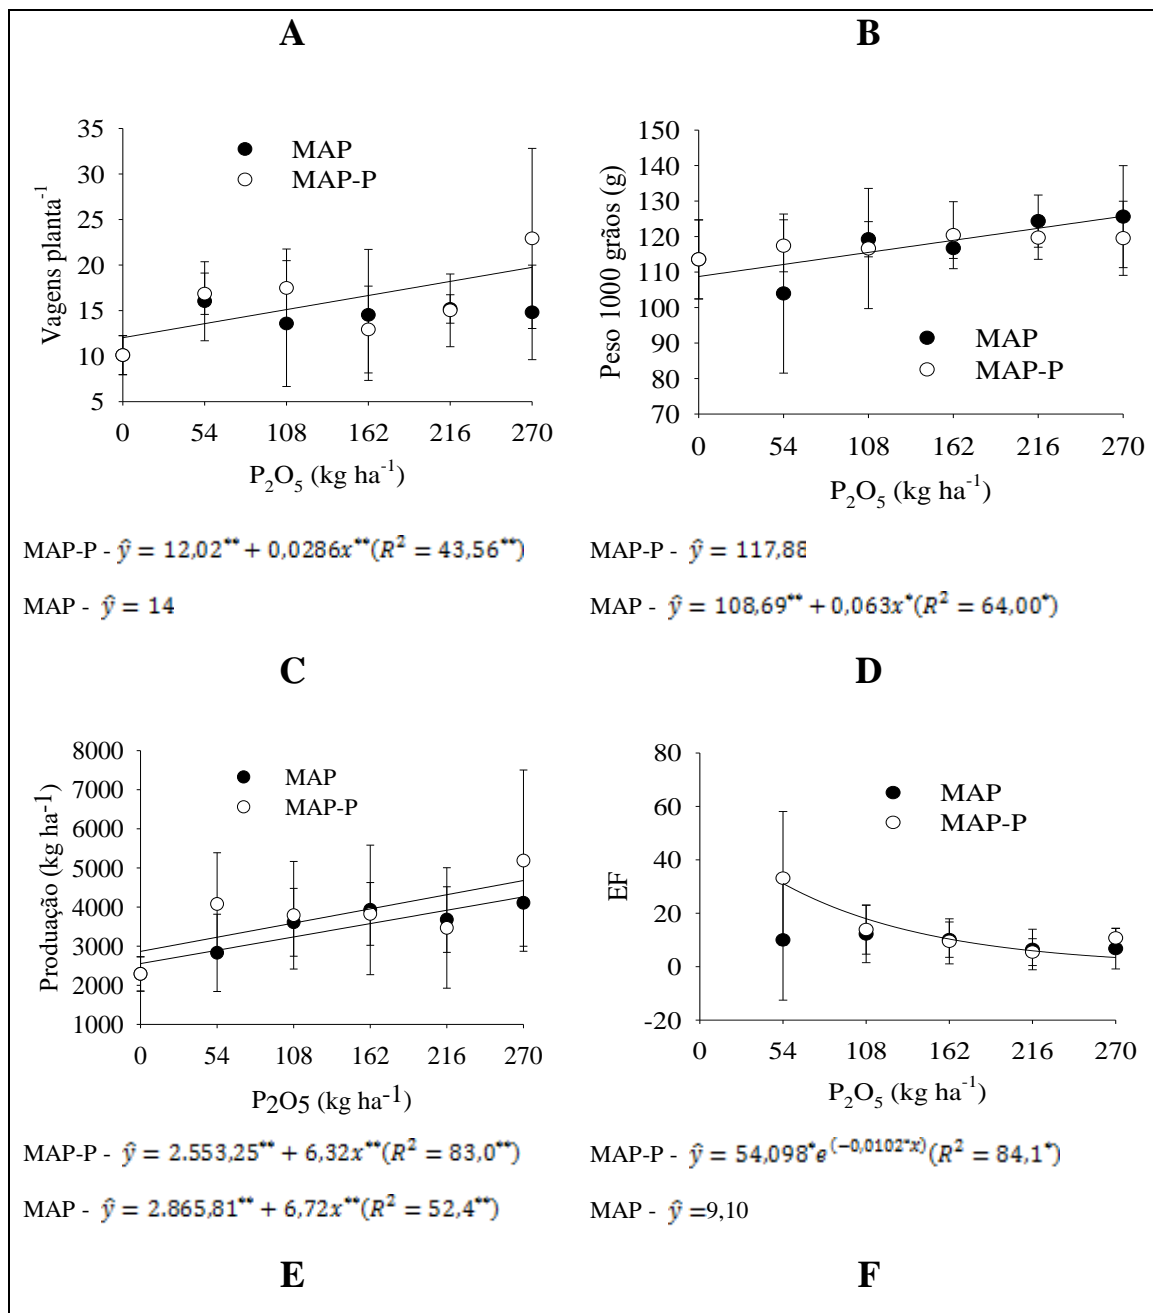 A
B
35
30
25
20
15
10
5
Vagens planta⁻¹
MAP
MAP-P
0 54 108 162 216 270
P₂O₅ (kg ha⁻¹)
150
140
130
120
110
100
90
80
70
Peso 1000 grãos (g)
MAP
MAP-P
0 54 108 162 216 270
P₂O₅ (kg ha⁻¹)
MAP-P - ŷ = 12,02** + 0,0286x**(R² = 43,56**)
MAP-P - ŷ = 117,88
MAP - ŷ = 14
MAP - ŷ = 108,69** + 0,063x*(R² = 64,00*)
C
D
8000
7000
6000
5000
4000
3000
2000
1000
Produação (kg ha⁻¹)
MAP
MAP-P
0 54 108 162 216 270
P₂O₅ (kg ha⁻¹)
80
60
40
20
0
-20
EF
MAP
MAP-P
0 54 108 162 216 270
P₂O₅ (kg ha⁻¹)
MAP-P - ŷ = 2.553,25** + 6,32x**(R² = 83,0**)
MAP-P - ŷ = 54,098*e^(−0,0102*x)(R² = 84,1*)
MAP - ŷ = 2.865,81** + 6,72x**(R² = 52,4**)
MAP - ŷ =9,10
E
F